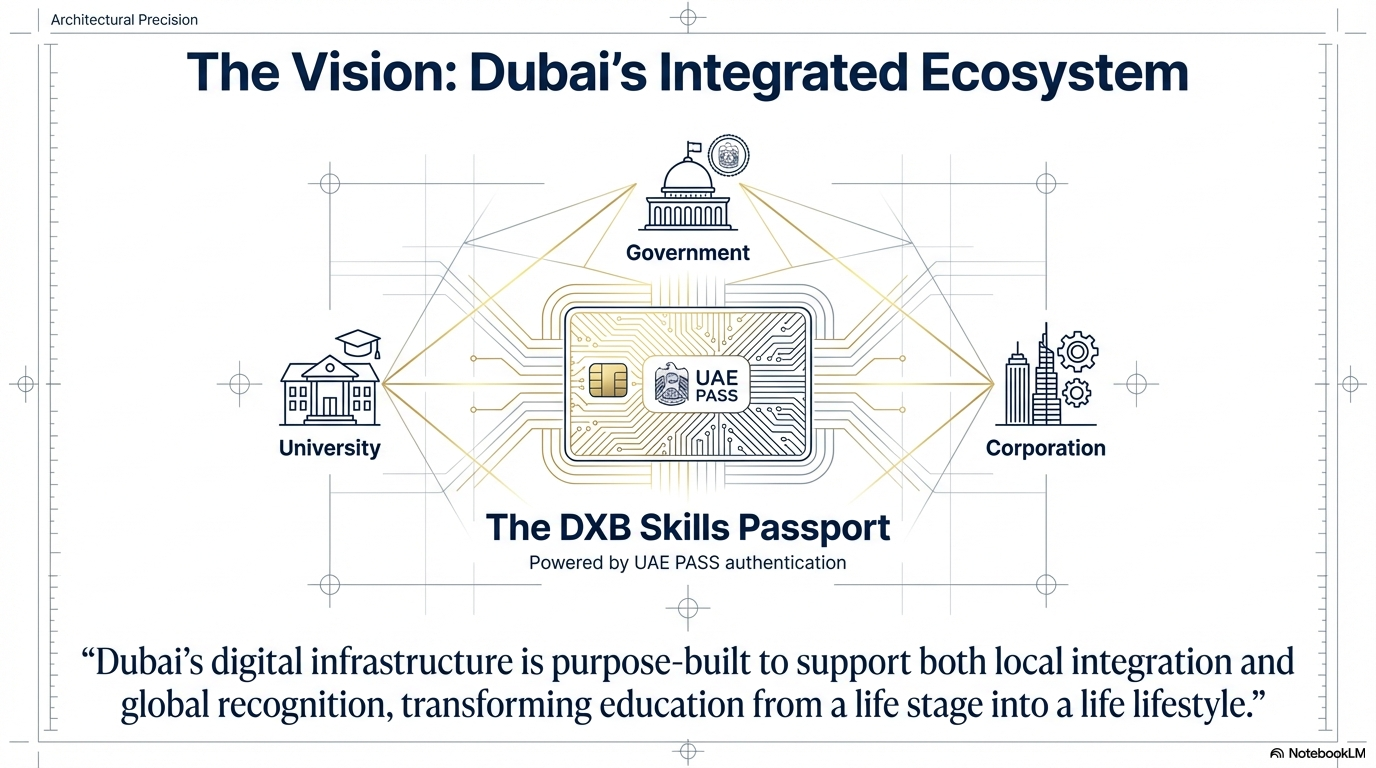 Architectural Precision
The Vision: Dubai’s Integrated Ecosystem
Government
UAE
PASS
University
Corporation
The DXB Skills Passport
Powered by UAE PASS authentication
“Dubai’s digital infrastructure is purpose-built to support both local integration and
global recognition, transforming education from a life stage into a life lifestyle.”
NotebookLM